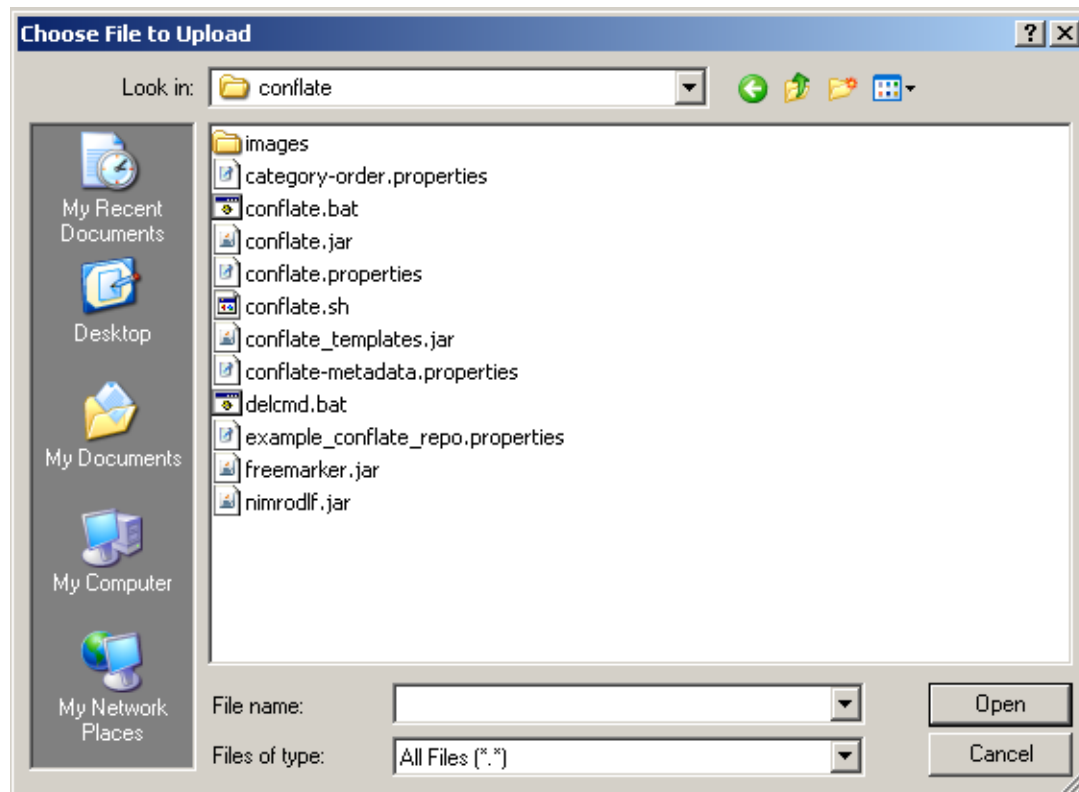 Choose File to Upload
Look in:
conflate
My Recent
Documents
Desktop
My Documents
My Computer
My Network
Places
images
category-order.properties
conflate.bat
conflate.jar
conflate.properties
conflate.sh
conflate_templates.jar
conflate-metadata.properties
delcmd.bat
example_conflate_repo.properties
freemarker.jar
nimrodlf.jar
File name:
Open
Files of type:
All Files (*.*)
Cancel